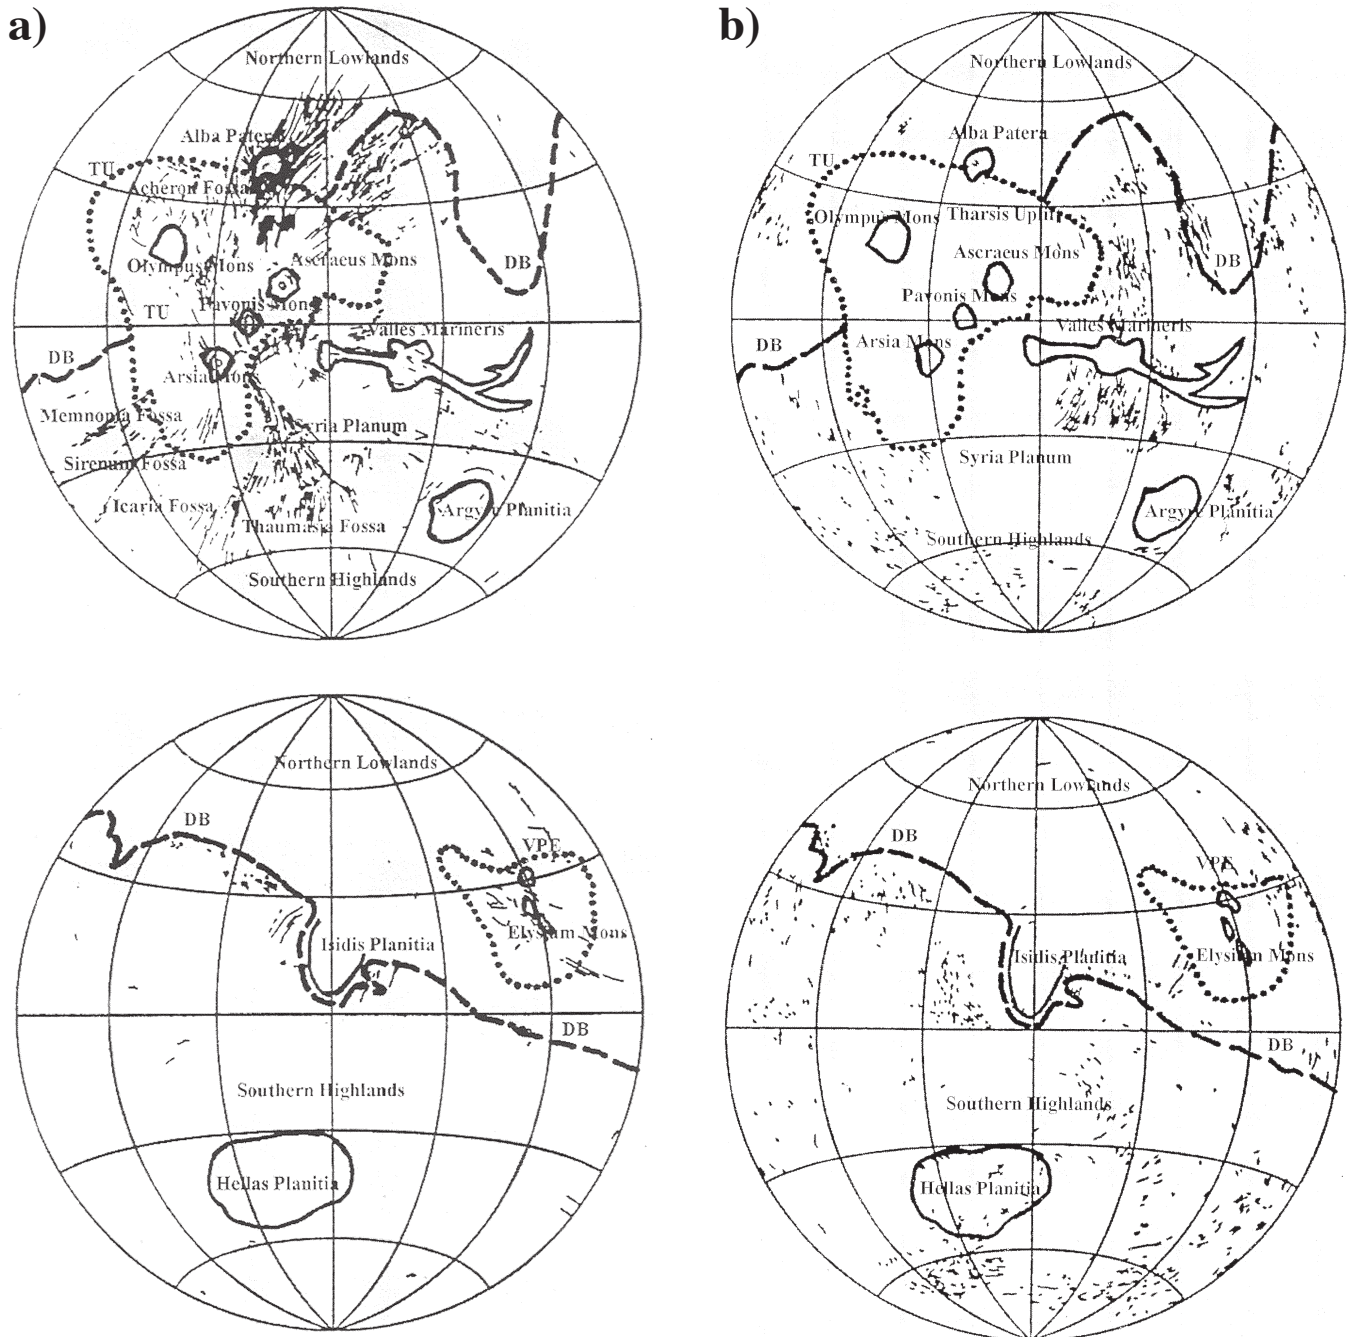 a)
Northern Lowlands
Alba Patera
TU
Acheron Fossa
Olympus Mons
Ascraeus Mons
DB
TU
Pavonis Mons
Valles Marineris
DB
Arsia Mons
Memnonia Fossa
Syria Planum
Sirenum Fossa
Icaria Fossa
Argyre Planitia
Thaumasia Fossa
Southern Highlands
b)
Northern Lowlands
Alba Patera
TU
Olympus Mons
Tharsis Uplift
Ascraeus Mons
DB
Pavonis Mons
Valles Marineris
DB
Arsia Mons
Syria Planum
Argyre Planitia
Southern Highlands
Northern Lowlands
DB
VPE
Elysium Mons
Isidis Planitia
DB
Southern Highlands
Hellas Planitia
Northern Lowlands
DB
VPE
Isidis Planitia
Elysium Mons
DB
Southern Highlands
Hellas Planitia